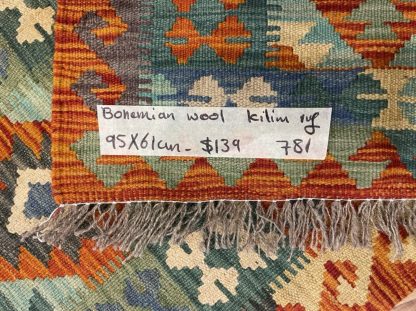 Bohemian wool kilim rug
95X61cm - $139 781